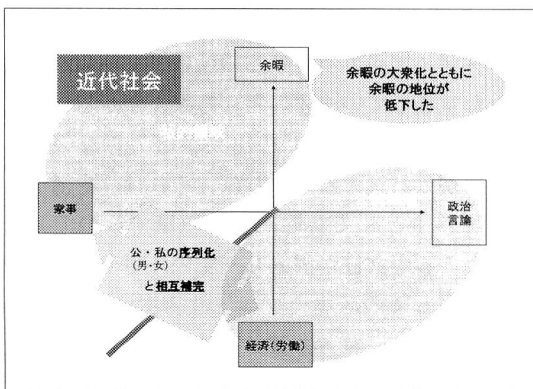 近代社会
余暇
余暇の大衆化とともに
余暇の地位が
低下した
家事
政治
言論
公・私の序列化
(男・女)
と相互補完
経済(労働)